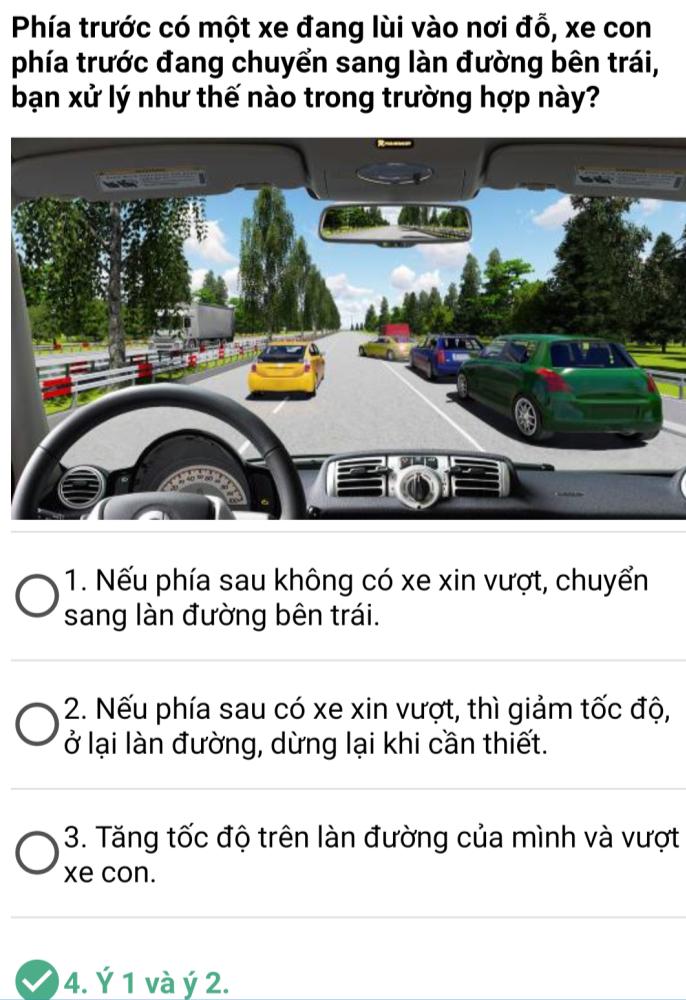 Phía trước có một xe đang lùi vào nơi đỗ, xe con
phía trước đang chuyển sang làn đường bên trái,
bạn xử lý như thế nào trong trường hợp này?
1. Nếu phía sau không có xe xin vượt, chuyển
sang làn đường bên trái.
2. Nếu phía sau có xe xin vượt, thì giảm tốc độ,
ở lại làn đường, dừng lại khi cần thiết.
3. Tăng tốc độ trên làn đường của mình và vượt
xe con.
4. Ý 1 và ý 2.